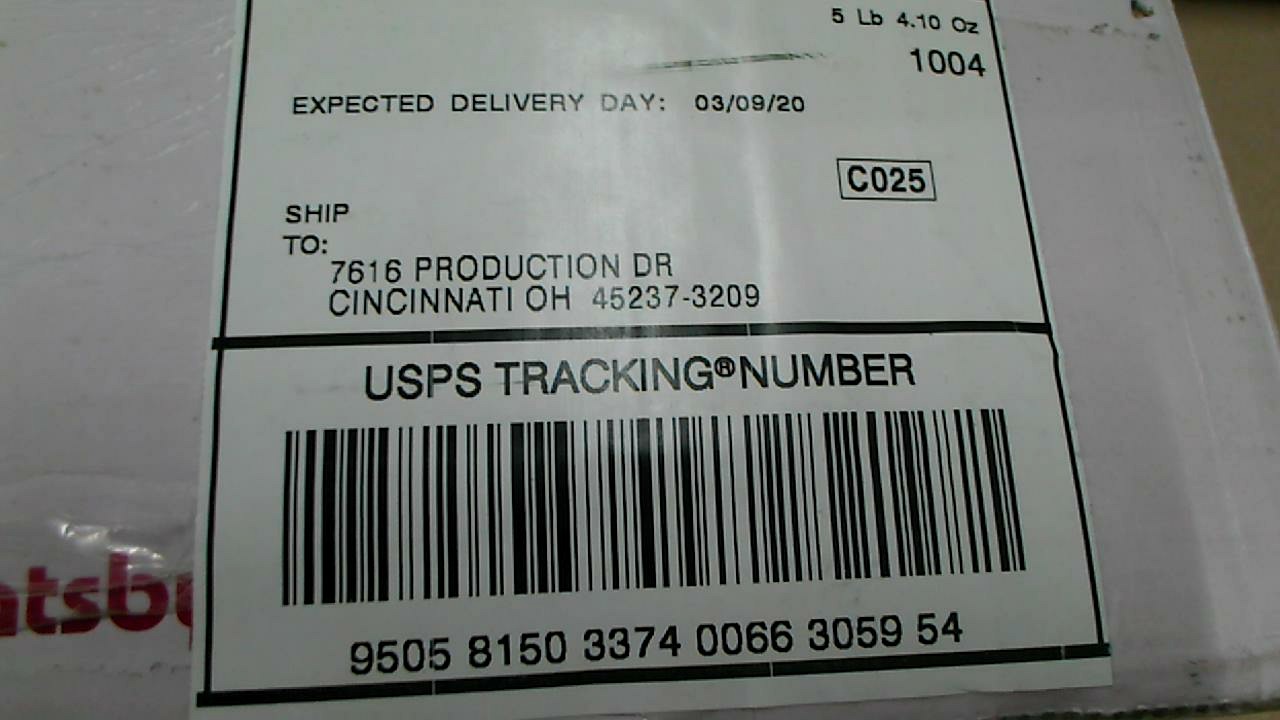 5 Lb 4.10 Oz
1004
EXPECTED DELIVERY DAY: 03/09/20
C025
SHIP
TO:
7616 PRODUCTION DR
CINCINNATI OH 45237-3209
USPS TRACKING® NUMBER
9505 8150 3374 0066 3059 54